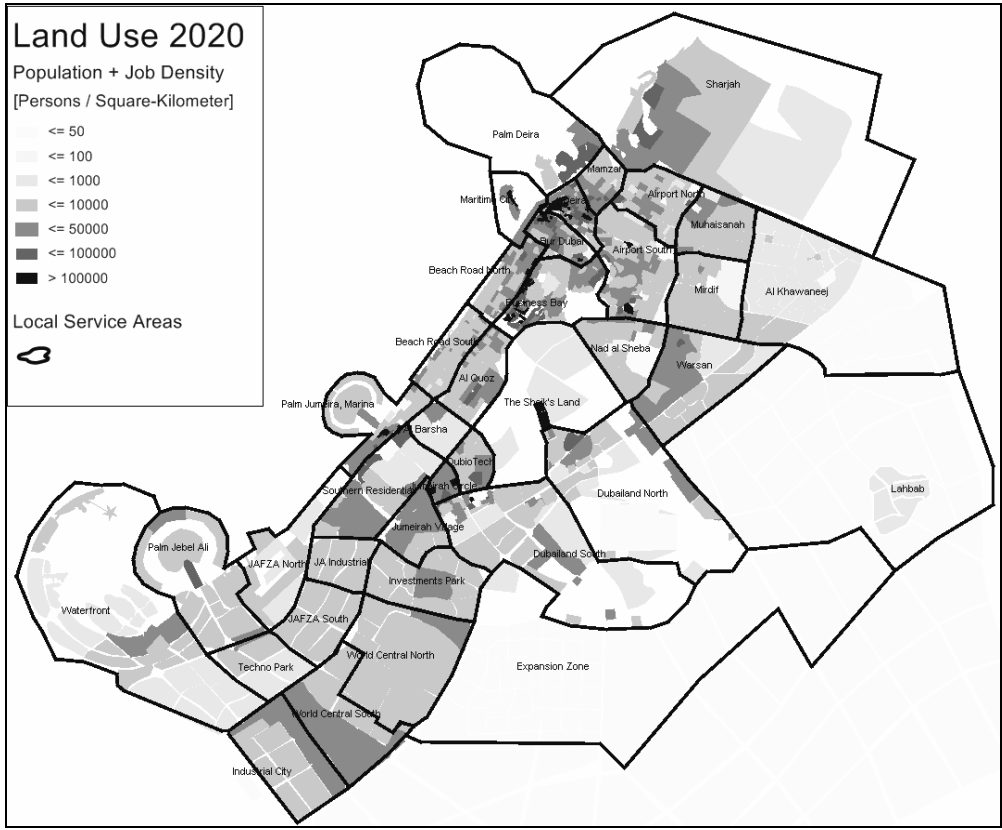 Land Use 2020
Population + Job Density
[Persons / Square-Kilometer]
<= 50
<= 100
<= 1000
<= 10000
<= 50000
<= 100000
> 100000
Local Service Areas
Sharjah
Palm Deira
Mamzar
Maritime City
Deira
Airport North
Muhaisanah
Bur Dubai
Airport South
Beach Road North
Mirdif
Al Khawaneej
Business Bay
Beach Road South
Nad al Sheba
Warsan
Al Quoz
Palm Jumeira, Marina
The Sheik's Land
Al Barsha
DubioTech
Southern Residential
Jumeirah Circle
Lahbab
Dubailand North
Jumeirah Village
Palm Jebel Ali
Dubailand South
JAFZA North
JA Industrial
Investments Park
Waterfront
JAFZA South
World Central North
Techno Park
Expansion Zone
World Central South
Industrial City